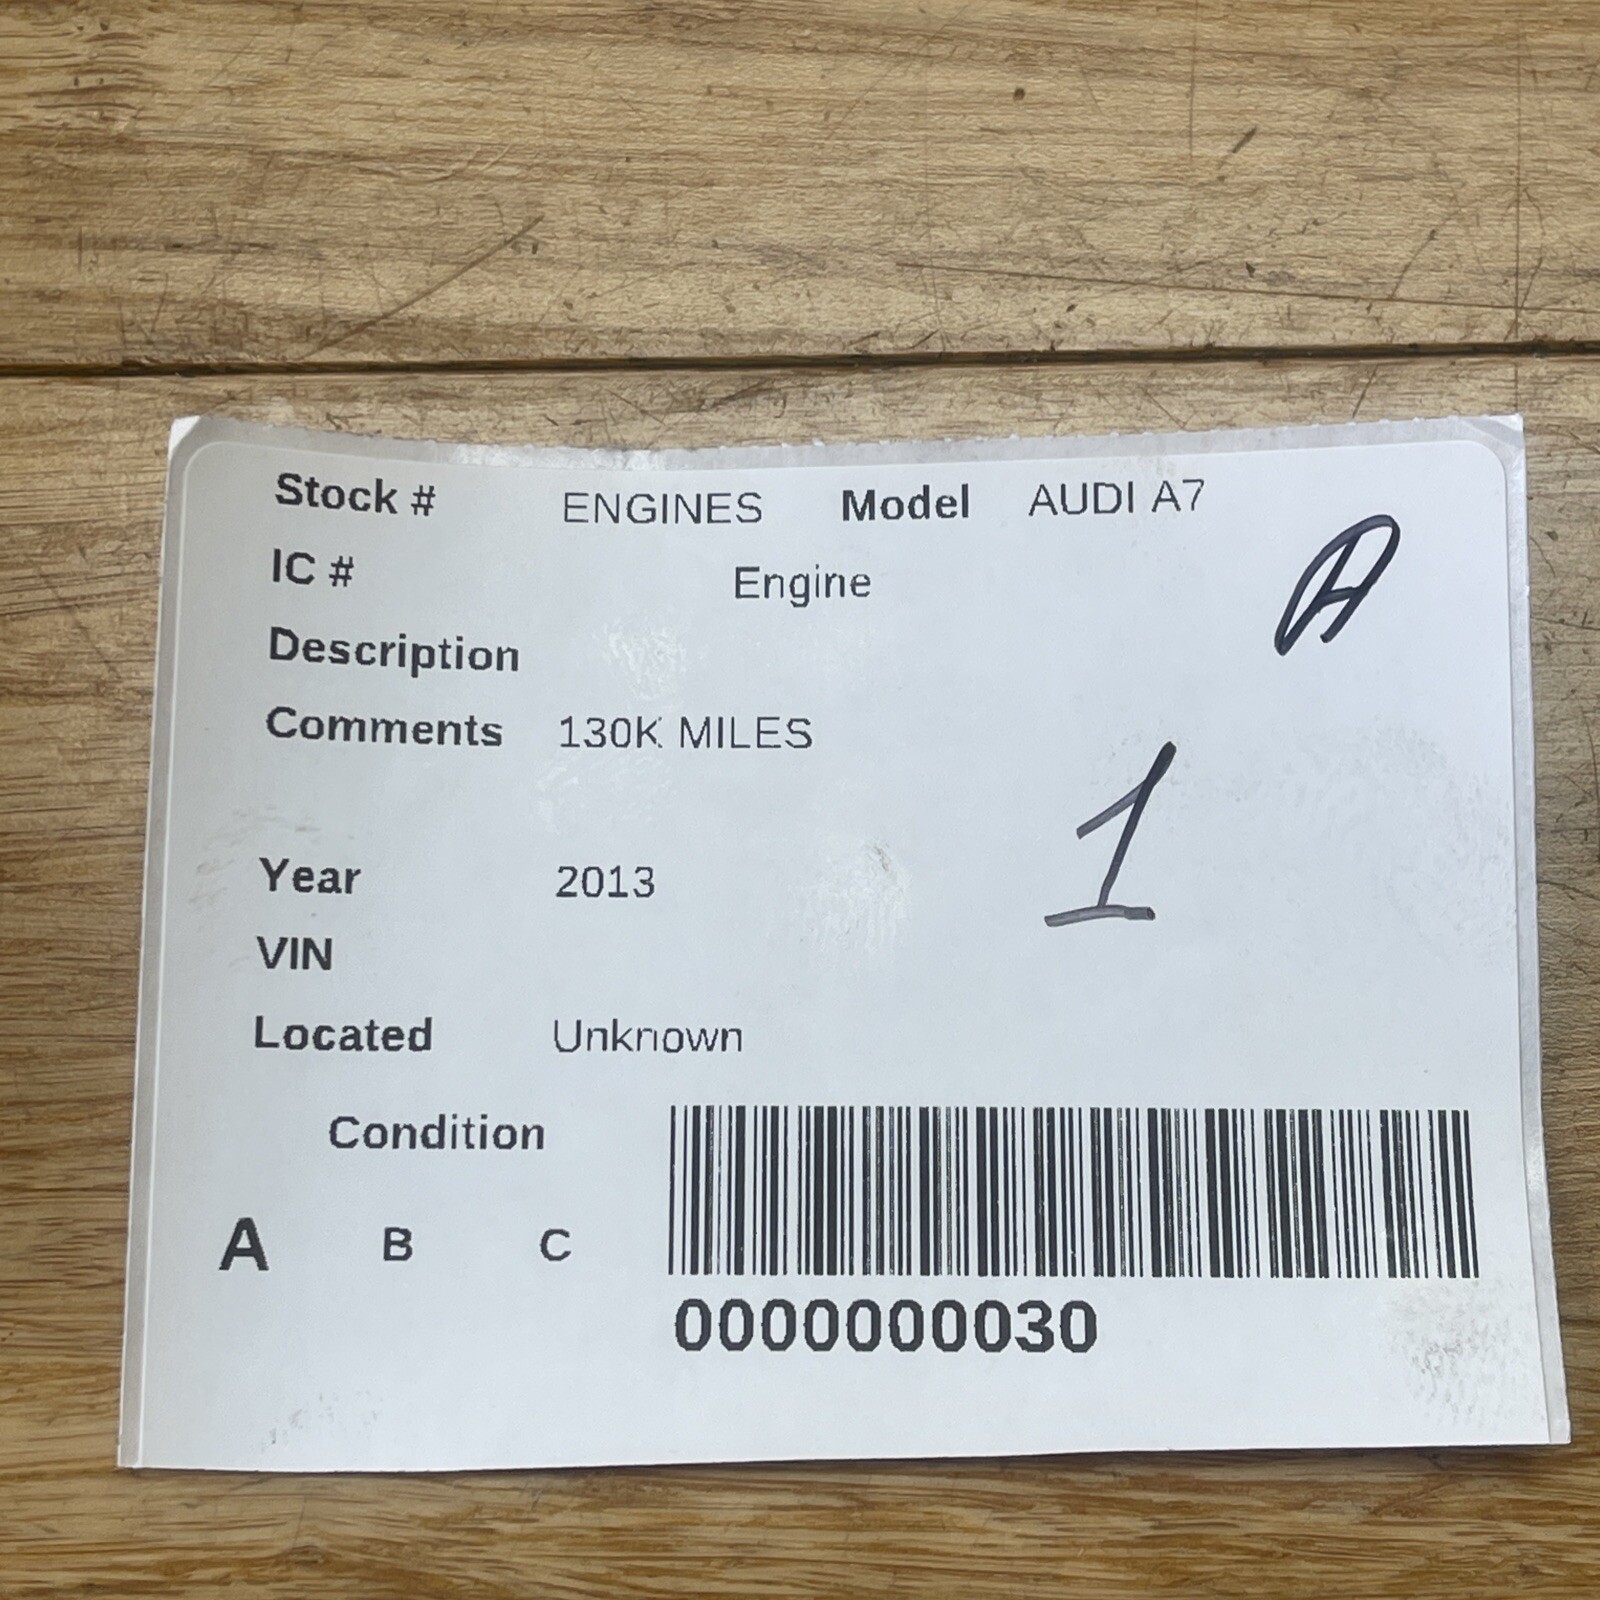 Stock # ENGINES Model AUDI A7
IC # Engine
A
Description
Comments 130K MILES
1
Year 2013
VIN
Located Unknown
Condition
A B C
0000000030